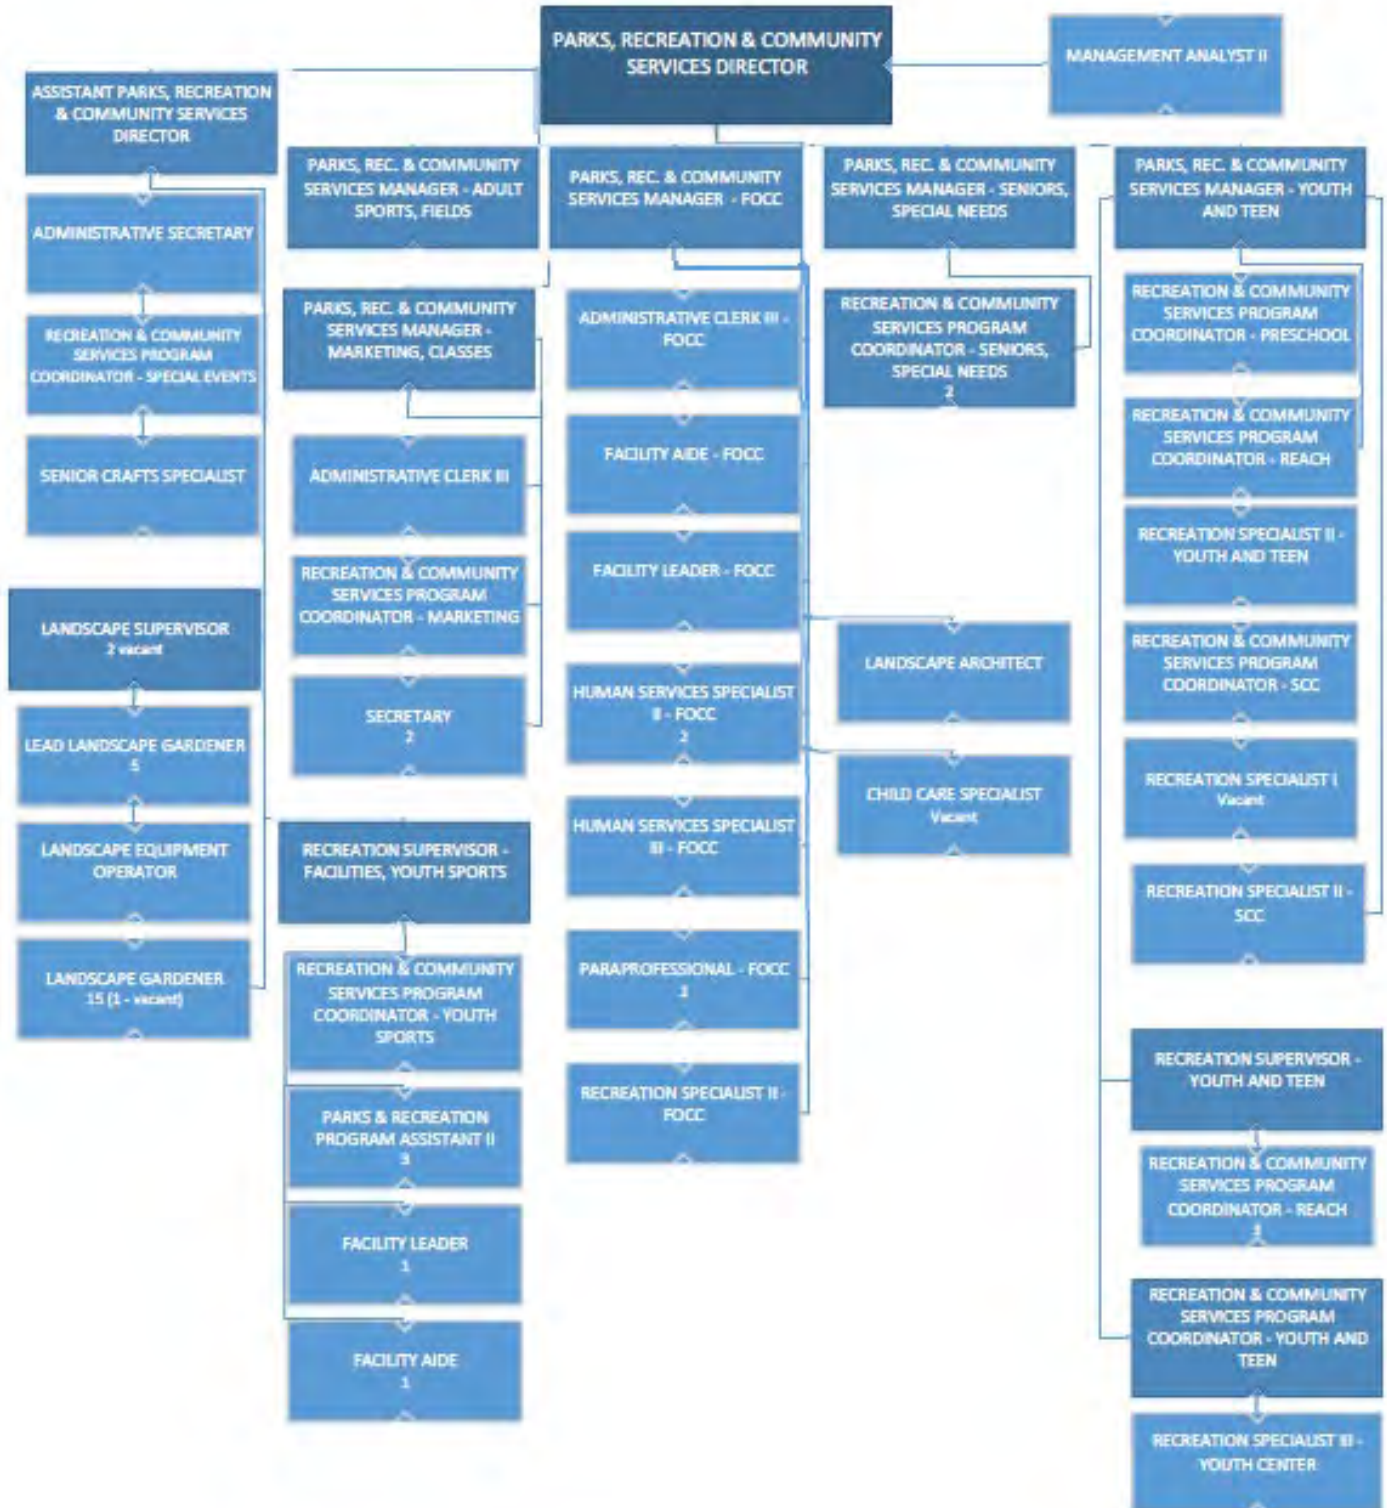 PARKS, RECREATION & COMMUNITY
SERVICES DIRECTOR
MANAGEMENT ANALYST II
ASSISTANT PARKS, RECREATION
& COMMUNITY SERVICES
DIRECTOR
ADMINISTRATIVE SECRETARY
RECREATION & COMMUNITY
SERVICES PROGRAM
COORDINATOR - SPECIAL EVENTS
SENIOR CRAFTS SPECIALIST
LANDSCAPE SUPERVISOR
2 vacant
LEAD LANDSCAPE GARDENER
5
LANDSCAPE EQUIPMENT
OPERATOR
LANDSCAPE GARDENER
15 (1 - vacant)
PARKS, REC. & COMMUNITY
SERVICES MANAGER - ADULT
SPORTS, FIELDS
PARKS, REC. & COMMUNITY
SERVICES MANAGER -
MARKETING, CLASSES
ADMINISTRATIVE CLERK III
RECREATION & COMMUNITY
SERVICES PROGRAM
COORDINATOR - MARKETING
SECRETARY
2
RECREATION SUPERVISOR -
FACILITIES, YOUTH SPORTS
RECREATION & COMMUNITY
SERVICES PROGRAM
COORDINATOR - YOUTH
SPORTS
PARKS & RECREATION
PROGRAM ASSISTANT II
3
FACILITY LEADER
1
FACILITY AIDE
1
PARKS, REC. & COMMUNITY
SERVICES MANAGER - FOCC
ADMINISTRATIVE CLERK III -
FOCC
FACILITY AIDE - FOCC
FACILITY LEADER - FOCC
HUMAN SERVICES SPECIALIST
II - FOCC
2
HUMAN SERVICES SPECIALIST
III - FOCC
PARAPROFESSIONAL - FOCC
RECREATION SPECIALIST II -
FOCC
PARKS, REC. & COMMUNITY
SERVICES MANAGER - SENIORS,
SPECIAL NEEDS
RECREATION & COMMUNITY
SERVICES PROGRAM
COORDINATOR - SENIORS,
SPECIAL NEEDS
2
LANDSCAPE ARCHITECT
CHILD CARE SPECIALIST
Vacant
PARKS, REC. & COMMUNITY
SERVICES MANAGER - YOUTH
AND TEEN
RECREATION & COMMUNITY
SERVICES PROGRAM
COORDINATOR - PRESCHOOL
RECREATION & COMMUNITY
SERVICES PROGRAM
COORDINATOR - REACH
RECREATION SPECIALIST II -
YOUTH AND TEEN
RECREATION & COMMUNITY
SERVICES PROGRAM
COORDINATOR - SCC
RECREATION SPECIALIST I
Vacant
RECREATION SPECIALIST II -
SCC
RECREATION SUPERVISOR -
YOUTH AND TEEN
RECREATION & COMMUNITY
SERVICES PROGRAM
COORDINATOR - REACH
RECREATION & COMMUNITY
SERVICES PROGRAM
COORDINATOR - YOUTH AND
TEEN
RECREATION SPECIALIST III -
YOUTH CENTER